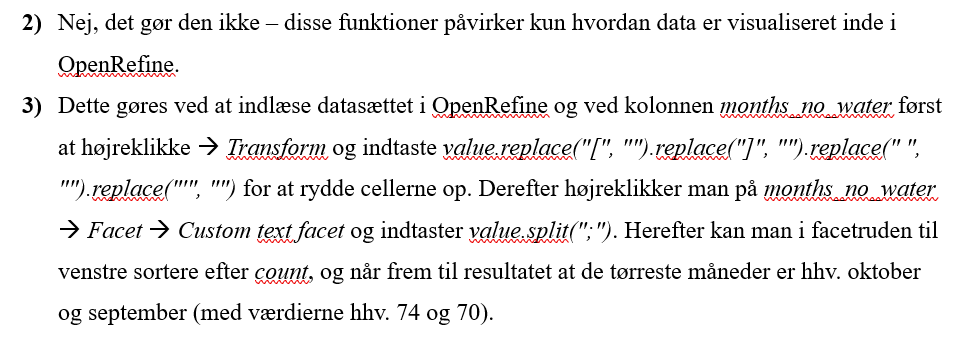 2) Nej, det gør den ikke – disse funktioner påvirker kun hvordan data er visualiseret inde i
OpenRefine.
3) Dette gøres ved at indlæse datasættet i OpenRefine og ved kolonnen months_no_water først
at højreklikke → Transform og indtaste value.replace("[", "").replace("]", "").replace(" ",
"").replace("'", "") for at rydde cellerne op. Derefter højreklikker man på months_no_water
→ Facet → Custom text facet og indtaster value.split(";"). Herefter kan man i facetruden til
venstre sortere efter count, og når frem til resultatet at de tørreste måneder er hhv. oktober
og september (med værdierne hhv. 74 og 70).